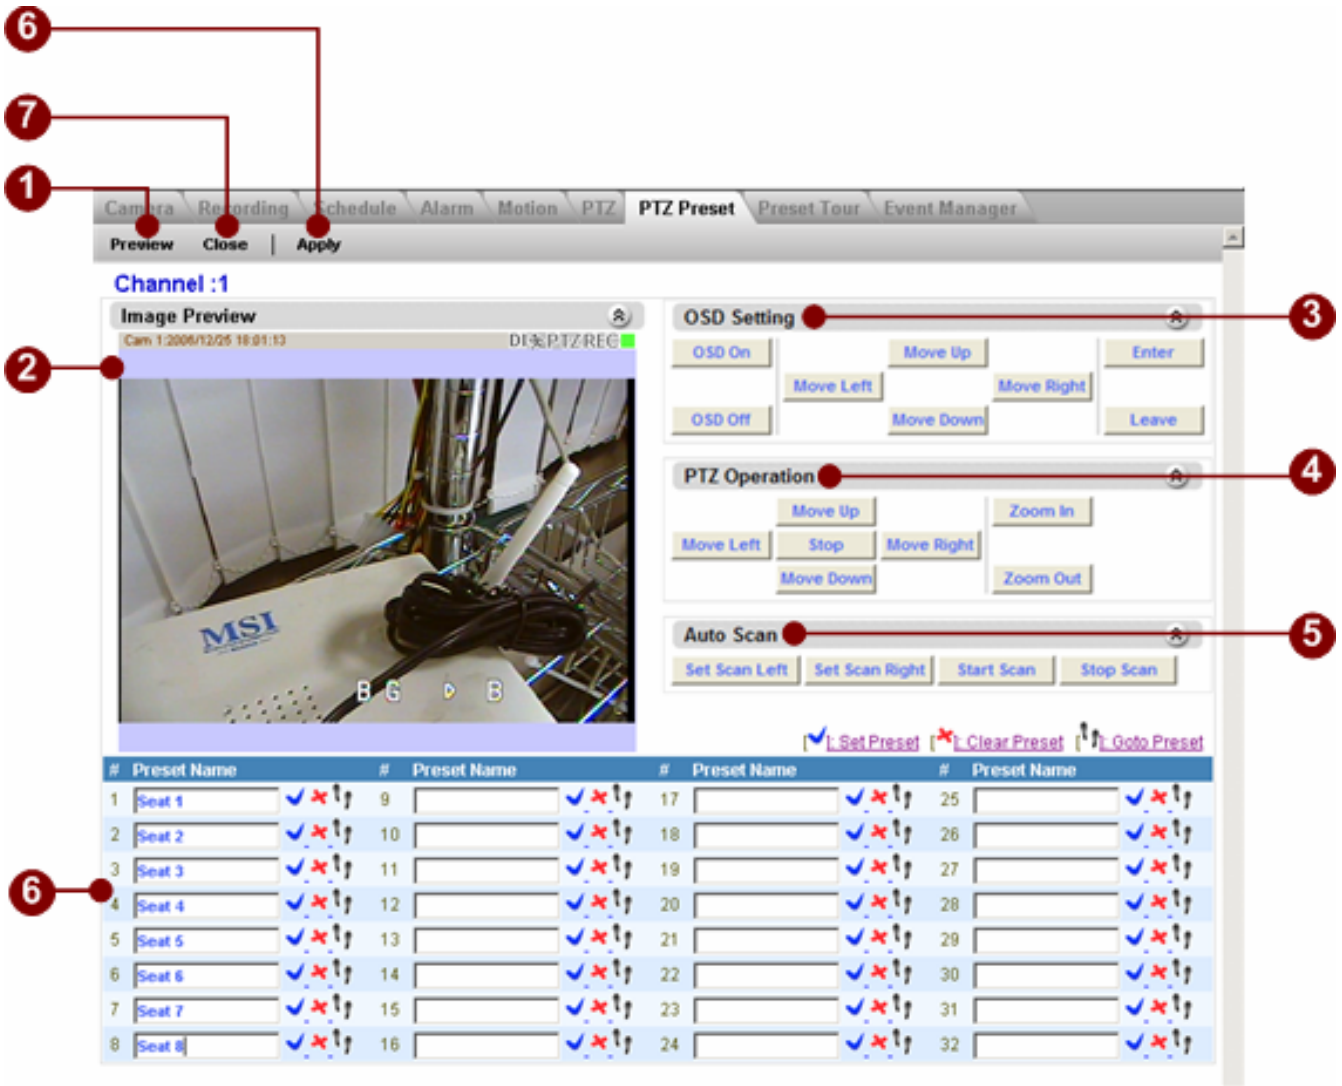 6
7
1
Camera Recording Schedule Alarm Motion PTZ PTZ Preset Preset Tour Event Manager
Preview Close | Apply
Channel :1
Image Preview
OSD Setting
3
Cam 1:2006/12/25 18:01:13 DI PTZ REC
2
OSD On Move Up Enter
Move Left Move Right
OSD Off Move Down Leave
PTZ Operation
4
Move Up Zoom In
Move Left Stop Move Right
Move Down Zoom Out
MSI
B G B
Auto Scan
5
Set Scan Left Set Scan Right Start Scan Stop Scan
[ ]: Set Preset [ ]: Clear Preset [ ]: Goto Preset
# Preset Name # Preset Name # Preset Name # Preset Name
1 Seat 1 9 17 25
2 Seat 2 10 18 26
3 Seat 3 11 19 27
6
4 Seat 4 12 20 28
5 Seat 5 13 21 29
6 Seat 6 14 22 30
7 Seat 7 15 23 31
8 Seat 8 16 24 32